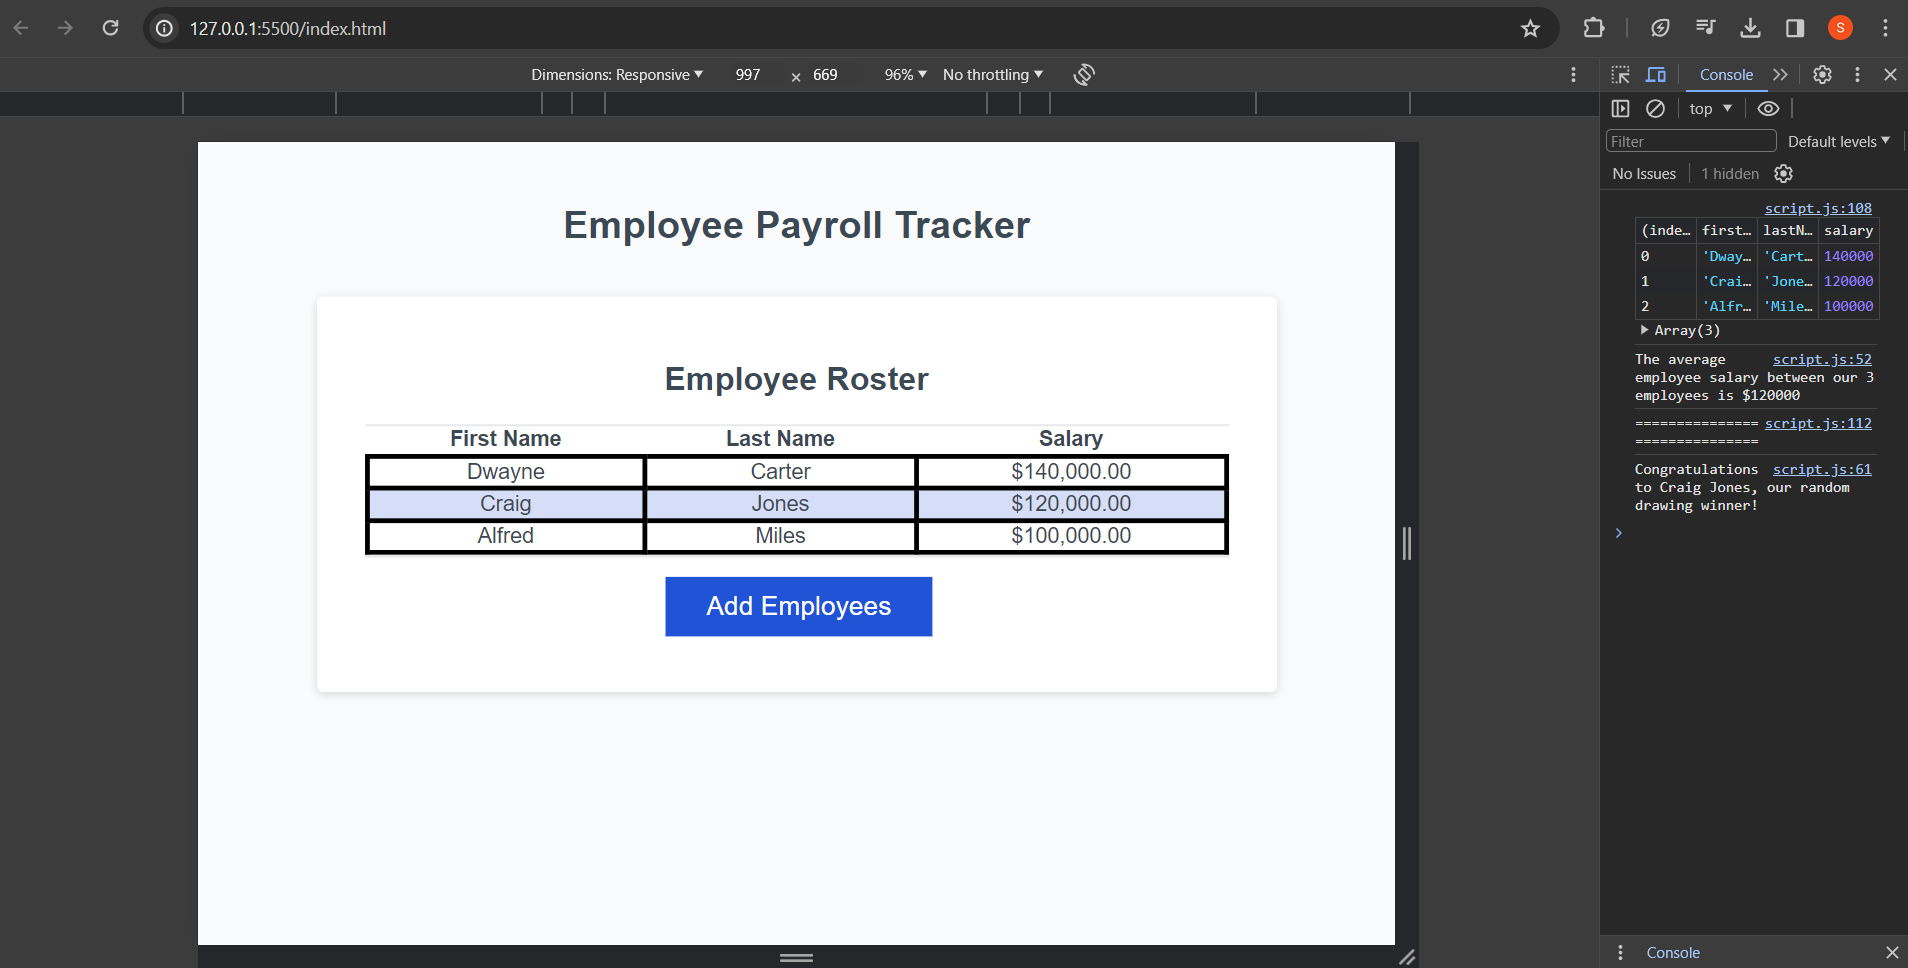 127.0.0.1:5500/index.html
S
Dimensions: Responsive 997 × 669 96% No throttling
Console
top
Filter
Default levels
No Issues 1 hidden
Employee Payroll Tracker
Employee Roster
First Name Last Name Salary
Dwayne Carter $140,000.00
Craig Jones $120,000.00
Alfred Miles $100,000.00
Add Employees
script.js:108
(inde… first… lastN… salary
0 'Dway… 'Cart… 140000
1 'Crai… 'Jone… 120000
2 'Alfr… 'Mile… 100000
Array(3)
The average script.js:52
employee salary between our 3
employees is $120000
=============== script.js:112
===============
Congratulations script.js:61
to Craig Jones, our random
drawing winner!
Console